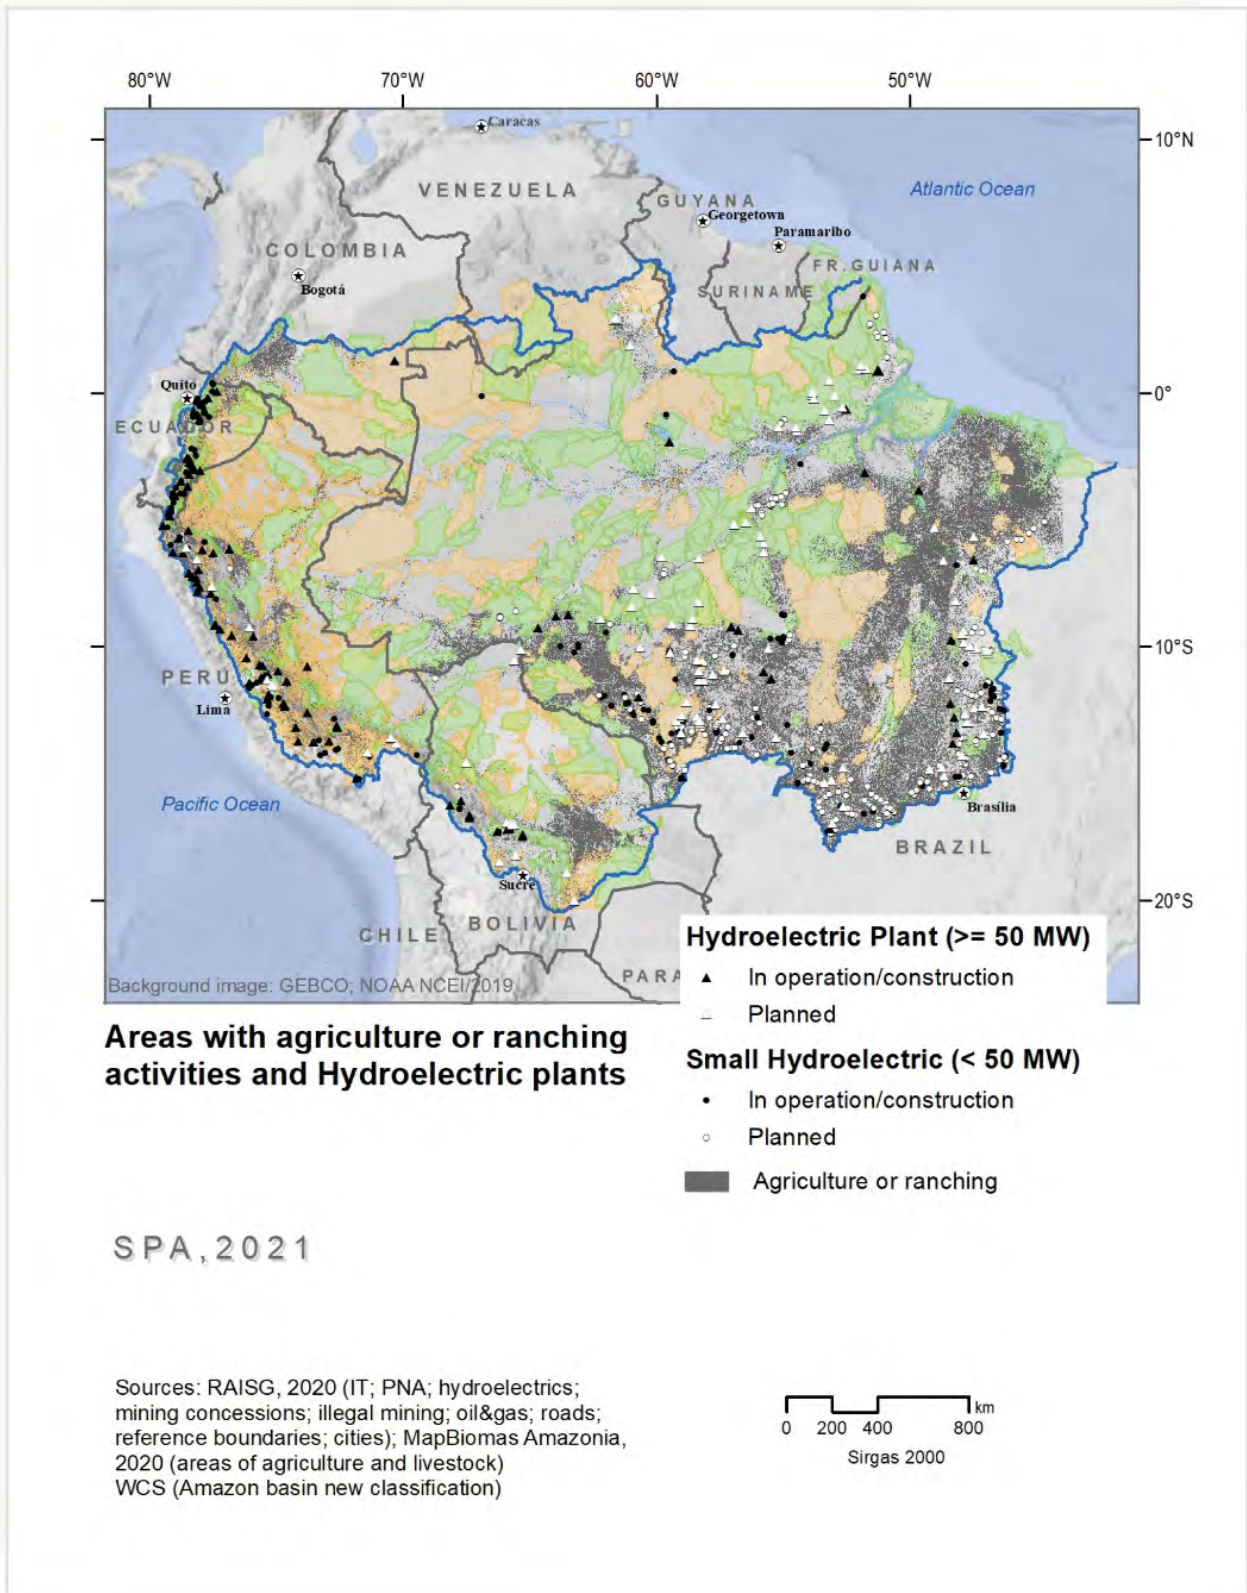 80°W 70°W 60°W 50°W
Caracas
10°N
VENEZUELA
Atlantic Ocean
GUYANA
Georgetown
Paramaribo
COLOMBIA
FR. GUIANA
Bogotá
SURINAME
Quito
0°
ECUADOR
10°S
PERU
Lima
Pacific Ocean
Brasília
BRAZIL
Sucre
20°S
BOLIVIA
CHILE
PARA
Background image: GEBCO; NOAA NCEI/2019
Areas with agriculture or ranching
activities and Hydroelectric plants
Hydroelectric Plant (>= 50 MW)
In operation/construction
Planned
Small Hydroelectric (< 50 MW)
In operation/construction
Planned
Agriculture or ranching
SPA,2021
Sources: RAISG, 2020 (IT; PNA; hydroelectrics;
mining concessions; illegal mining; oil&gas; roads;
reference boundaries; cities); MapBiomas Amazonia,
2020 (areas of agriculture and livestock)
WCS (Amazon basin new classification)
km
0 200 400 800
Sirgas 2000